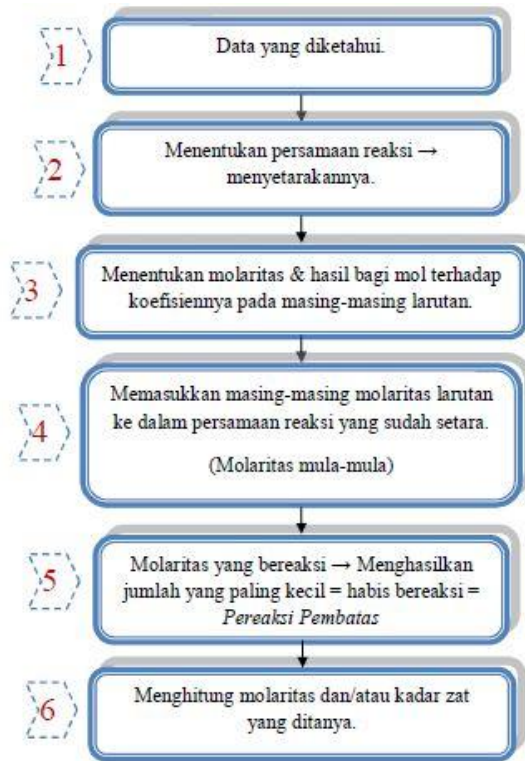 1
Data yang diketahui.
2
Menentukan persamaan reaksi →
menyetarakannya.
3
Menentukan molaritas & hasil bagi mol terhadap
koefisiennya pada masing-masing larutan.
4
Memasukkan masing-masing molaritas larutan
ke dalam persamaan reaksi yang sudah setara.
(Molaritas mula-mula)
5
Molaritas yang bereaksi → Menghasilkan
jumlah yang paling kecil = habis bereaksi =
Pereaksi Pembatas
6
Menghitung molaritas dan/atau kadar zat
yang ditanya.